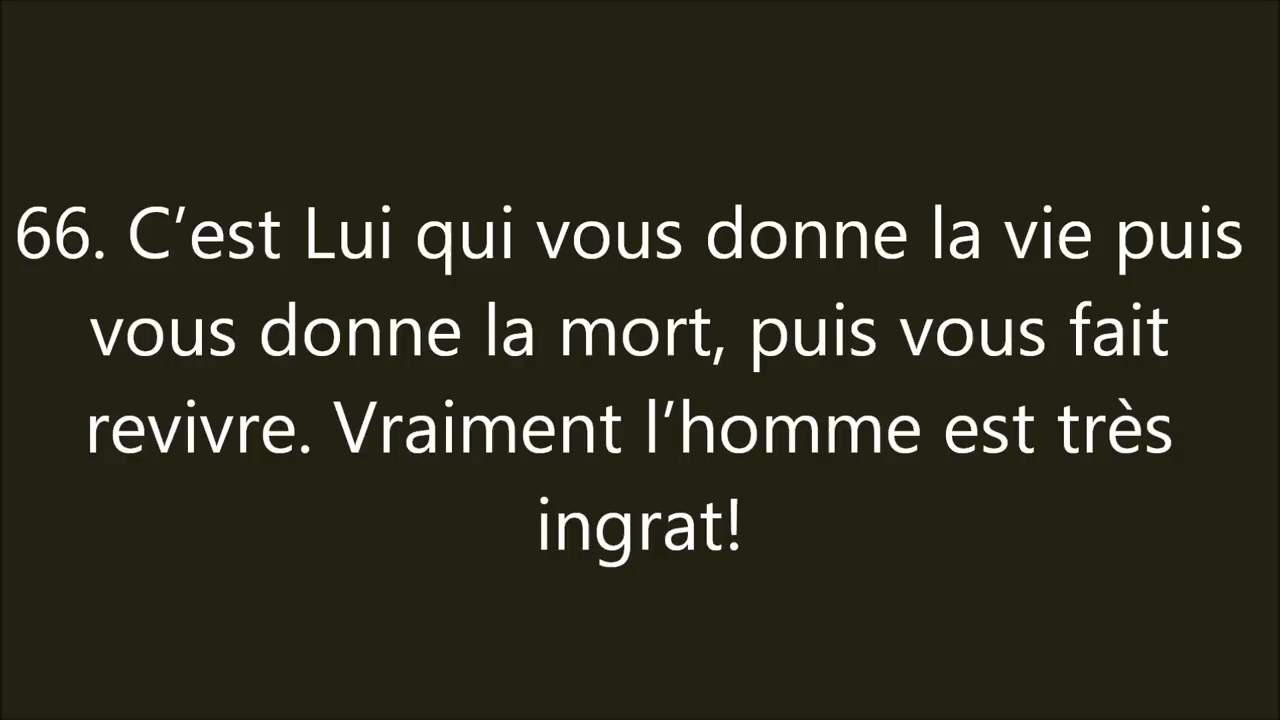 66. C’est Lui qui vous donne la vie puis
vous donne la mort, puis vous fait
revivre. Vraiment l’homme est très
ingrat!